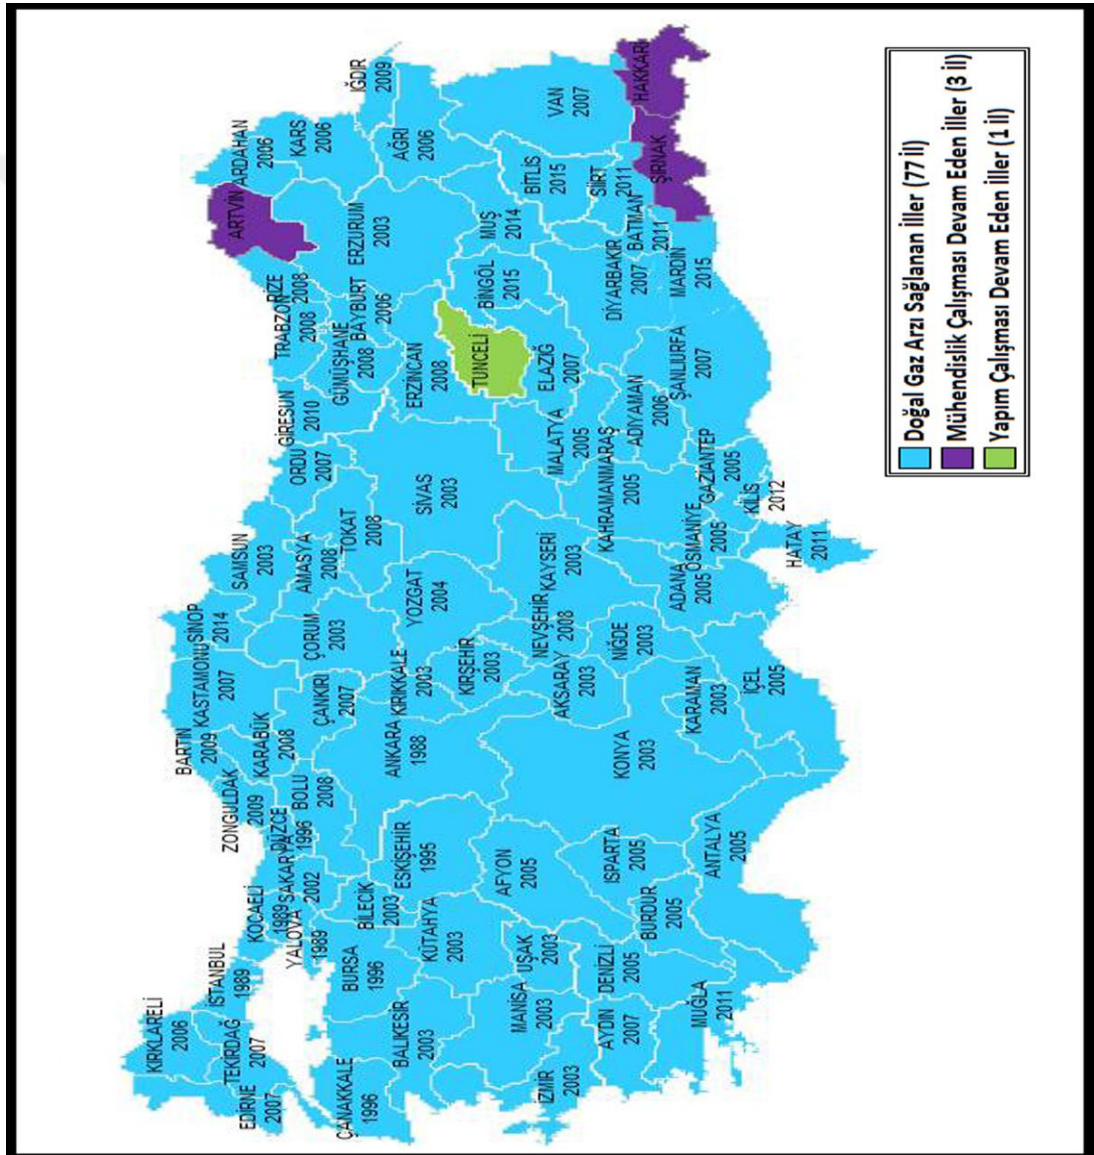 KIRKLARELİ
2006
EDİRNE
2007
TEKİRDAĞ
2007
İSTANBUL
1989
KOCAELİ
1989
YALOVA
1989
SAKARYA
2002
DÜZCE
1996
ZONGULDAK
2009
BOLU
2008
BARTIN
2009
KARABÜK
2008
KASTAMONU
2007
SİNOP
2014
ÇANKIRI
2007
ÇORUM
2003
SAMSUN
2003
AMASYA
2008
TOKAT
2008
ORDU
2007
GİRESUN
2010
TRABZON
2008
RİZE
2008
GÜMÜŞHANE
2008
BAYBURT
2006
ARTVİN
ARDAHAN
2006
KARS
2006
IĞDIR
2009
ÇANAKKALE
1996
BALIKESİR
2003
BURSA
1996
BİLECİK
2003
KÜTAHYA
2003
ESKİŞEHİR
1995
ANKARA
1988
KIRIKKALE
2003
KIRŞEHİR
2003
YOZGAT
2004
SİVAS
2003
ERZİNCAN
2008
ERZURUM
2003
AĞRI
2006
İZMİR
2003
MANİSA
2003
UŞAK
2003
AFYON
2005
AKSARAY
2003
NEVŞEHİR
2008
KAYSERİ
2003
MALATYA
2005
ELAZIĞ
2007
TUNCELİ
BİNGÖL
2015
MUŞ
2014
BİTLİS
2015
VAN
2007
AYDIN
2007
DENİZLİ
2005
MUĞLA
2011
BURDUR
2005
ISPARTA
2005
ANTALYA
2005
KONYA
2003
KARAMAN
2003
NİĞDE
2003
İÇEL
2005
ADANA
2005
OSMANİYE
2005
KAHRAMANMARAŞ
2005
HATAY
2011
KİLİS
2012
GAZİANTEP
2005
ADIYAMAN
2006
ŞANLIURFA
2007
DİYARBAKIR
2007
MARDİN
2015
BATMAN
2011
SİİRT
2011
ŞIRNAK
HAKKARİ
Doğal Gaz Arzı Sağlanan İller (77 il)
Mühendislik Çalışması Devam Eden İller (3 il)
Yapım Çalışması Devam Eden İller (1 il)